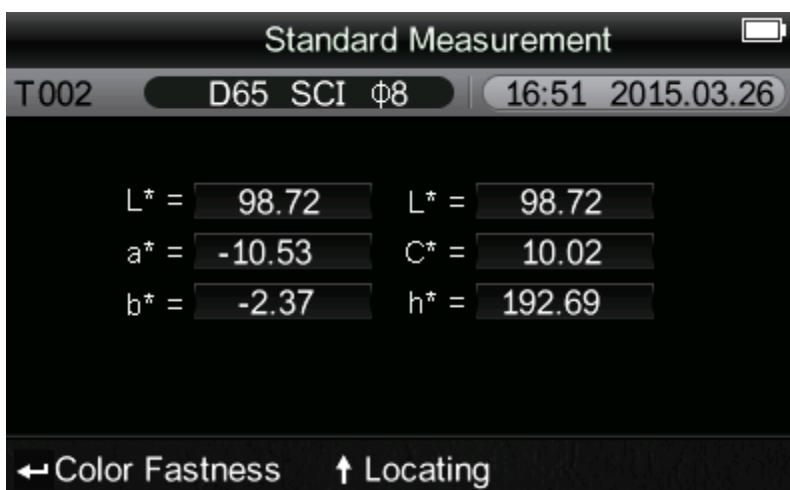 Standard Measurement
T002 D65 SCI Φ8 16:51 2015.03.26
L* = 98.72 L* = 98.72
a* = -10.53 C* = 10.02
b* = -2.37 h* = 192.69
Color Fastness Locating